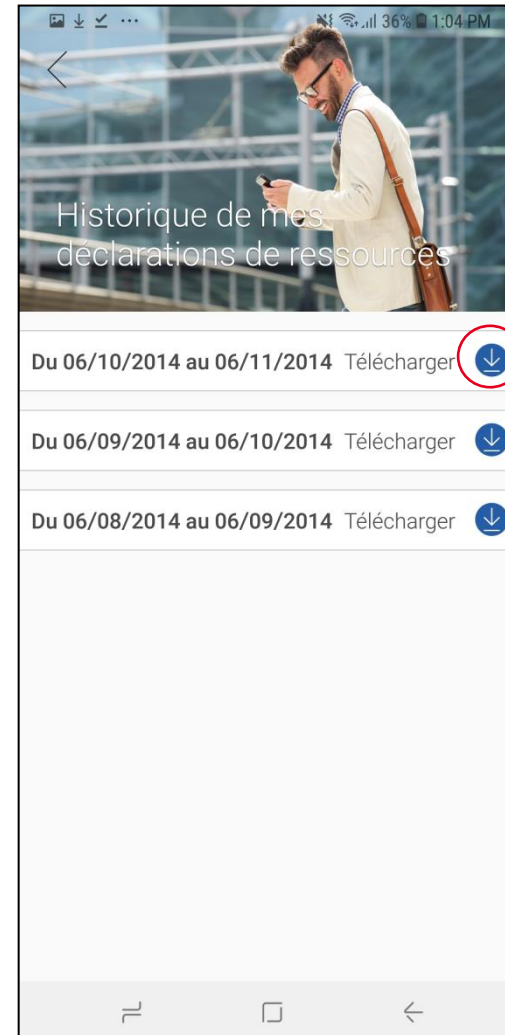 36% 1:04 PM
Historique de mes
déclarations de ressources
Du 06/10/2014 au 06/11/2014 Télécharger
Du 06/09/2014 au 06/10/2014 Télécharger
Du 06/08/2014 au 06/09/2014 Télécharger